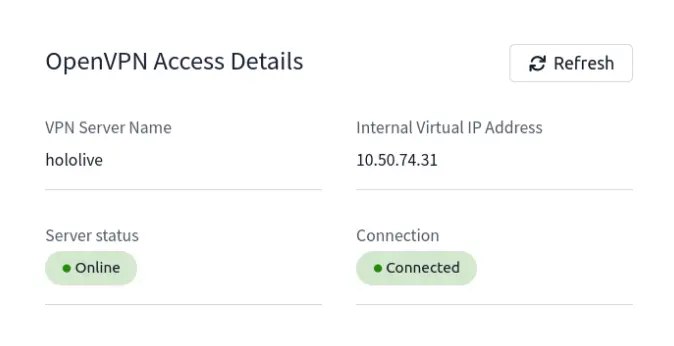 OpenVPN Access Details
Refresh
VPN Server Name
Internal Virtual IP Address
hololive
10.50.74.31
Server status
Connection
Online
Connected